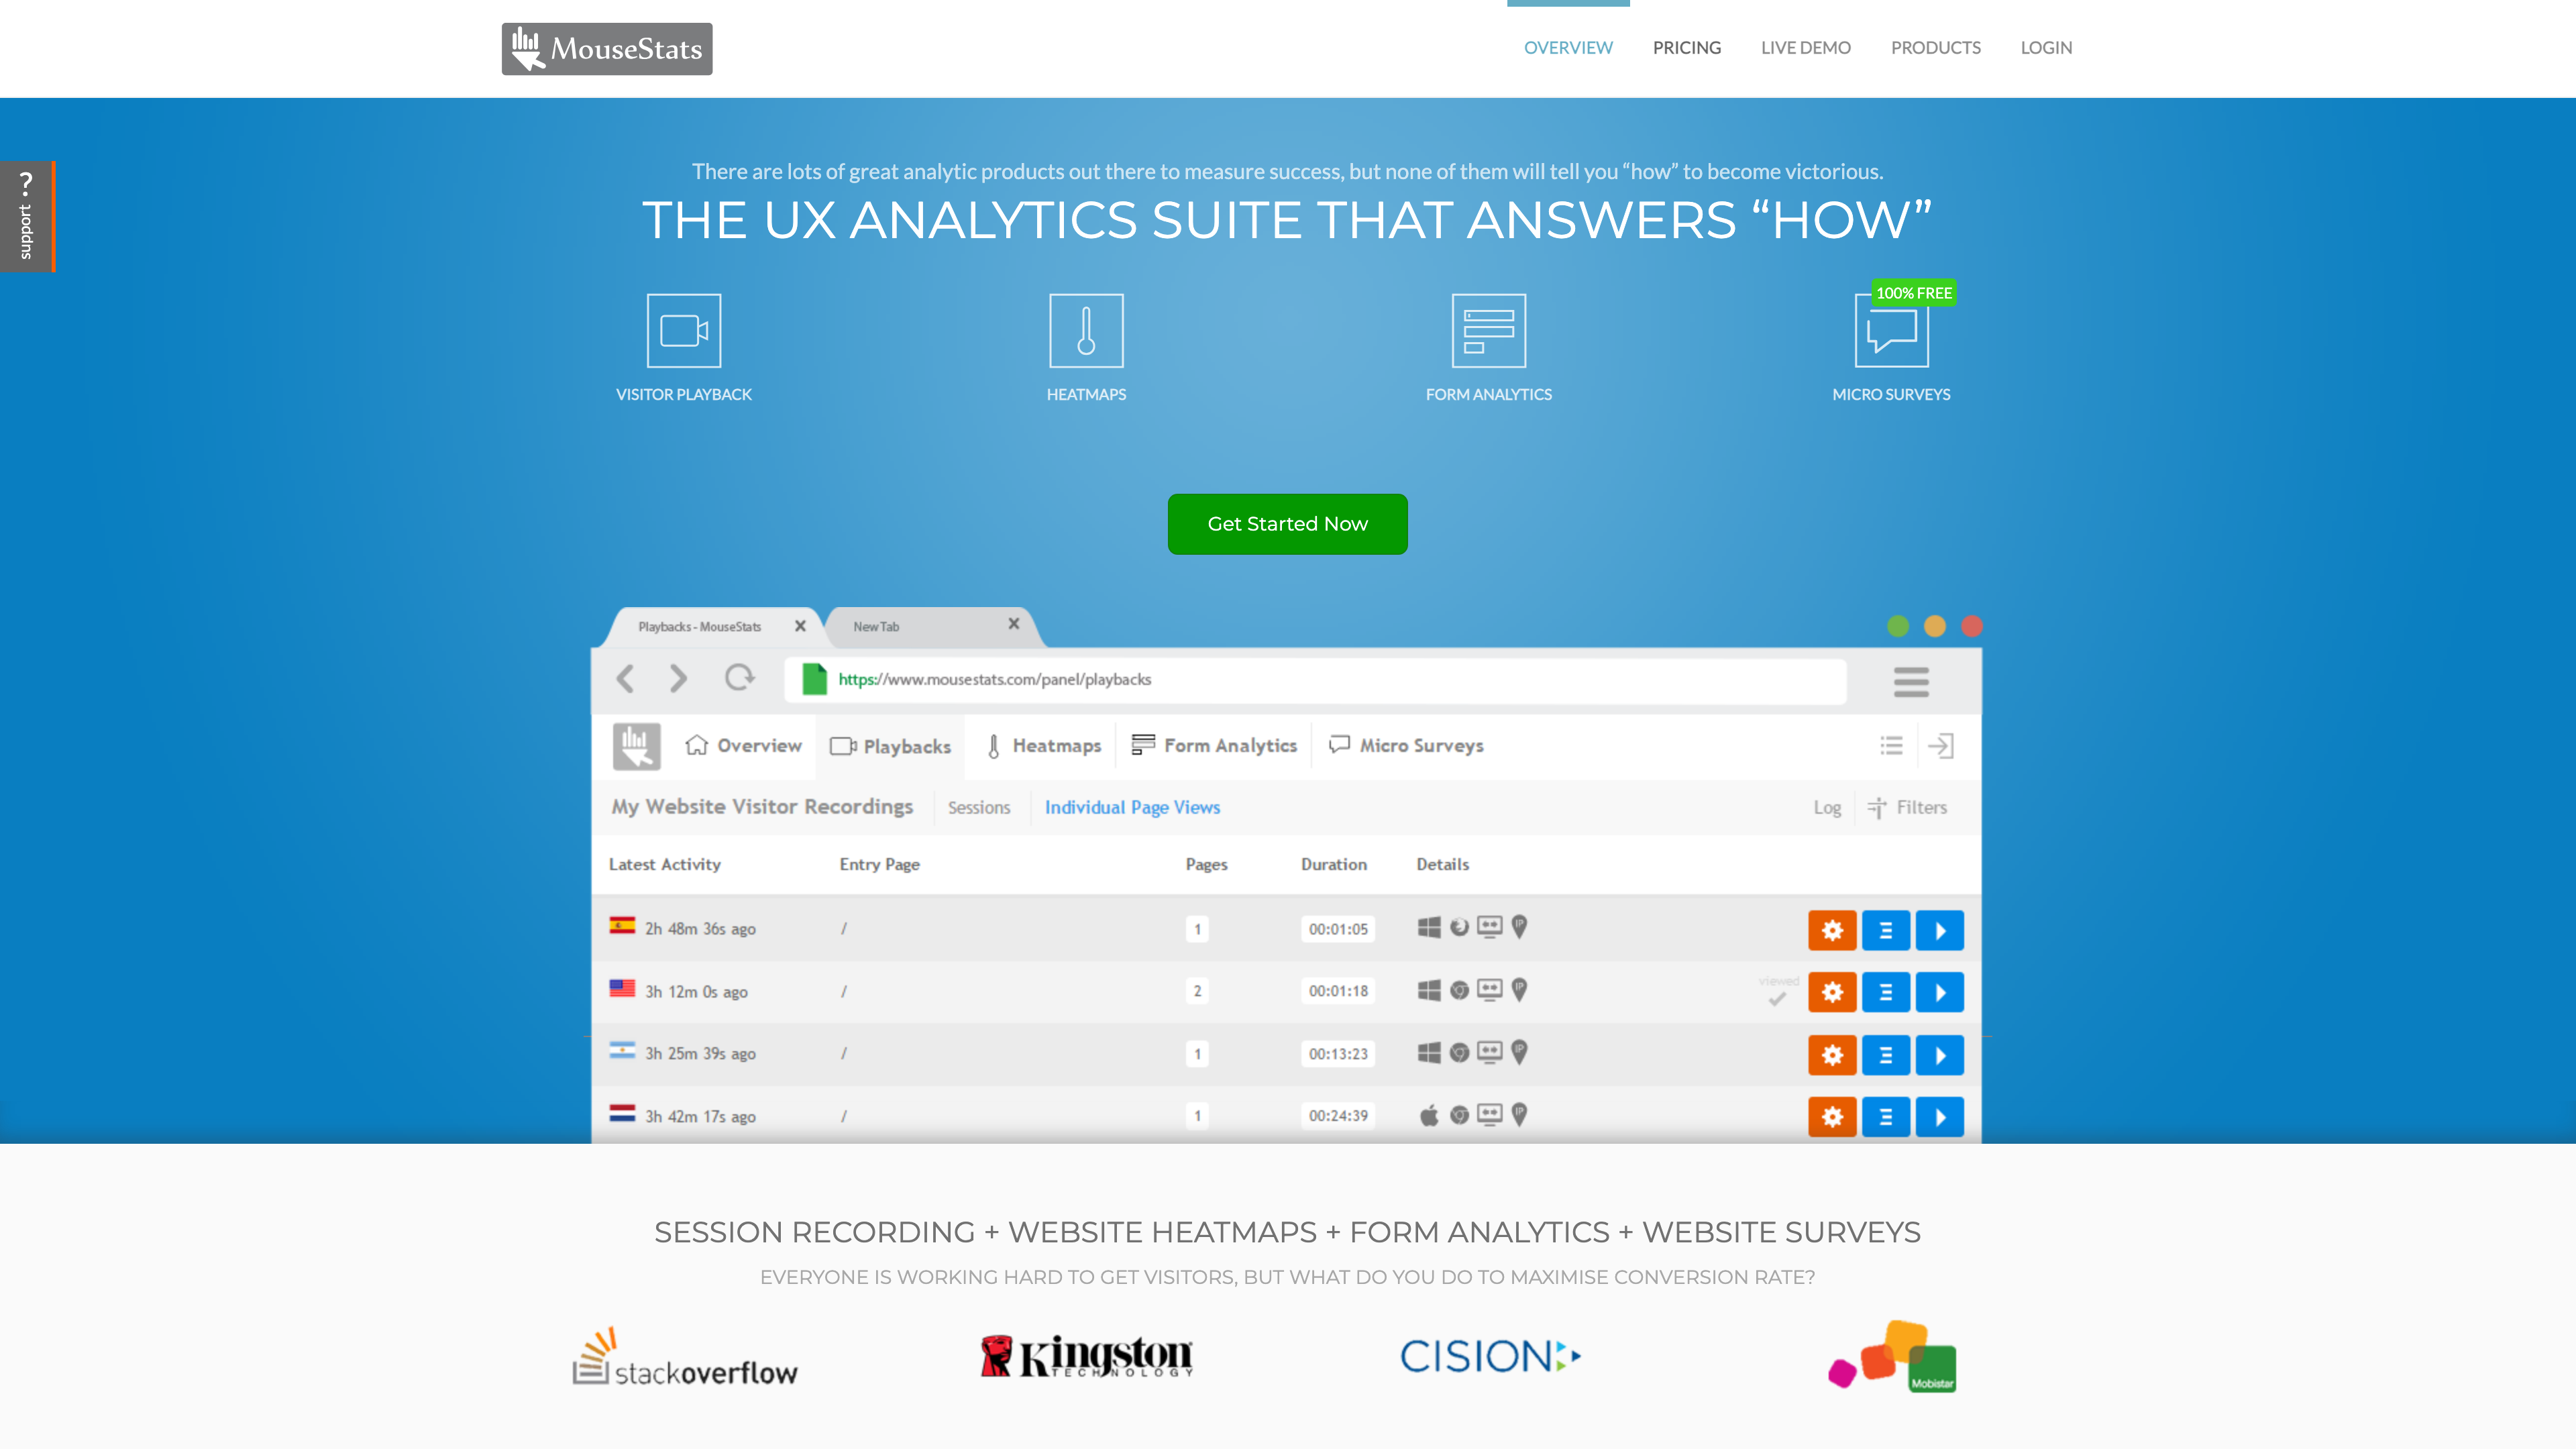 MouseStats
OVERVIEW PRICING LIVE DEMO PRODUCTS LOGIN
? support
There are lots of great analytic products out there to measure success, but none of them will tell you “how” to become victorious.
THE UX ANALYTICS SUITE THAT ANSWERS “HOW”
100% FREE
VISITOR PLAYBACK HEATMAPS FORM ANALYTICS MICRO SURVEYS
Get Started Now
Playbacks - MouseStats New Tab
https://www.mousestats.com/panel/playbacks
Overview Playbacks Heatmaps Form Analytics Micro Surveys
My Website Visitor Recordings Sessions Individual Page Views Log Filters
Latest Activity Entry Page Pages Duration Details
2h 48m 36s ago / 1 00:01:05 IP
3h 12m 0s ago / 2 00:01:18 IP viewed
3h 25m 39s ago / 1 00:13:23 IP
3h 42m 17s ago / 1 00:24:39 IP
SESSION RECORDING + WEBSITE HEATMAPS + FORM ANALYTICS + WEBSITE SURVEYS
EVERYONE IS WORKING HARD TO GET VISITORS, BUT WHAT DO YOU DO TO MAXIMISE CONVERSION RATE?
stackoverflow Kingston TECHNOLOGY CISION Mobistar